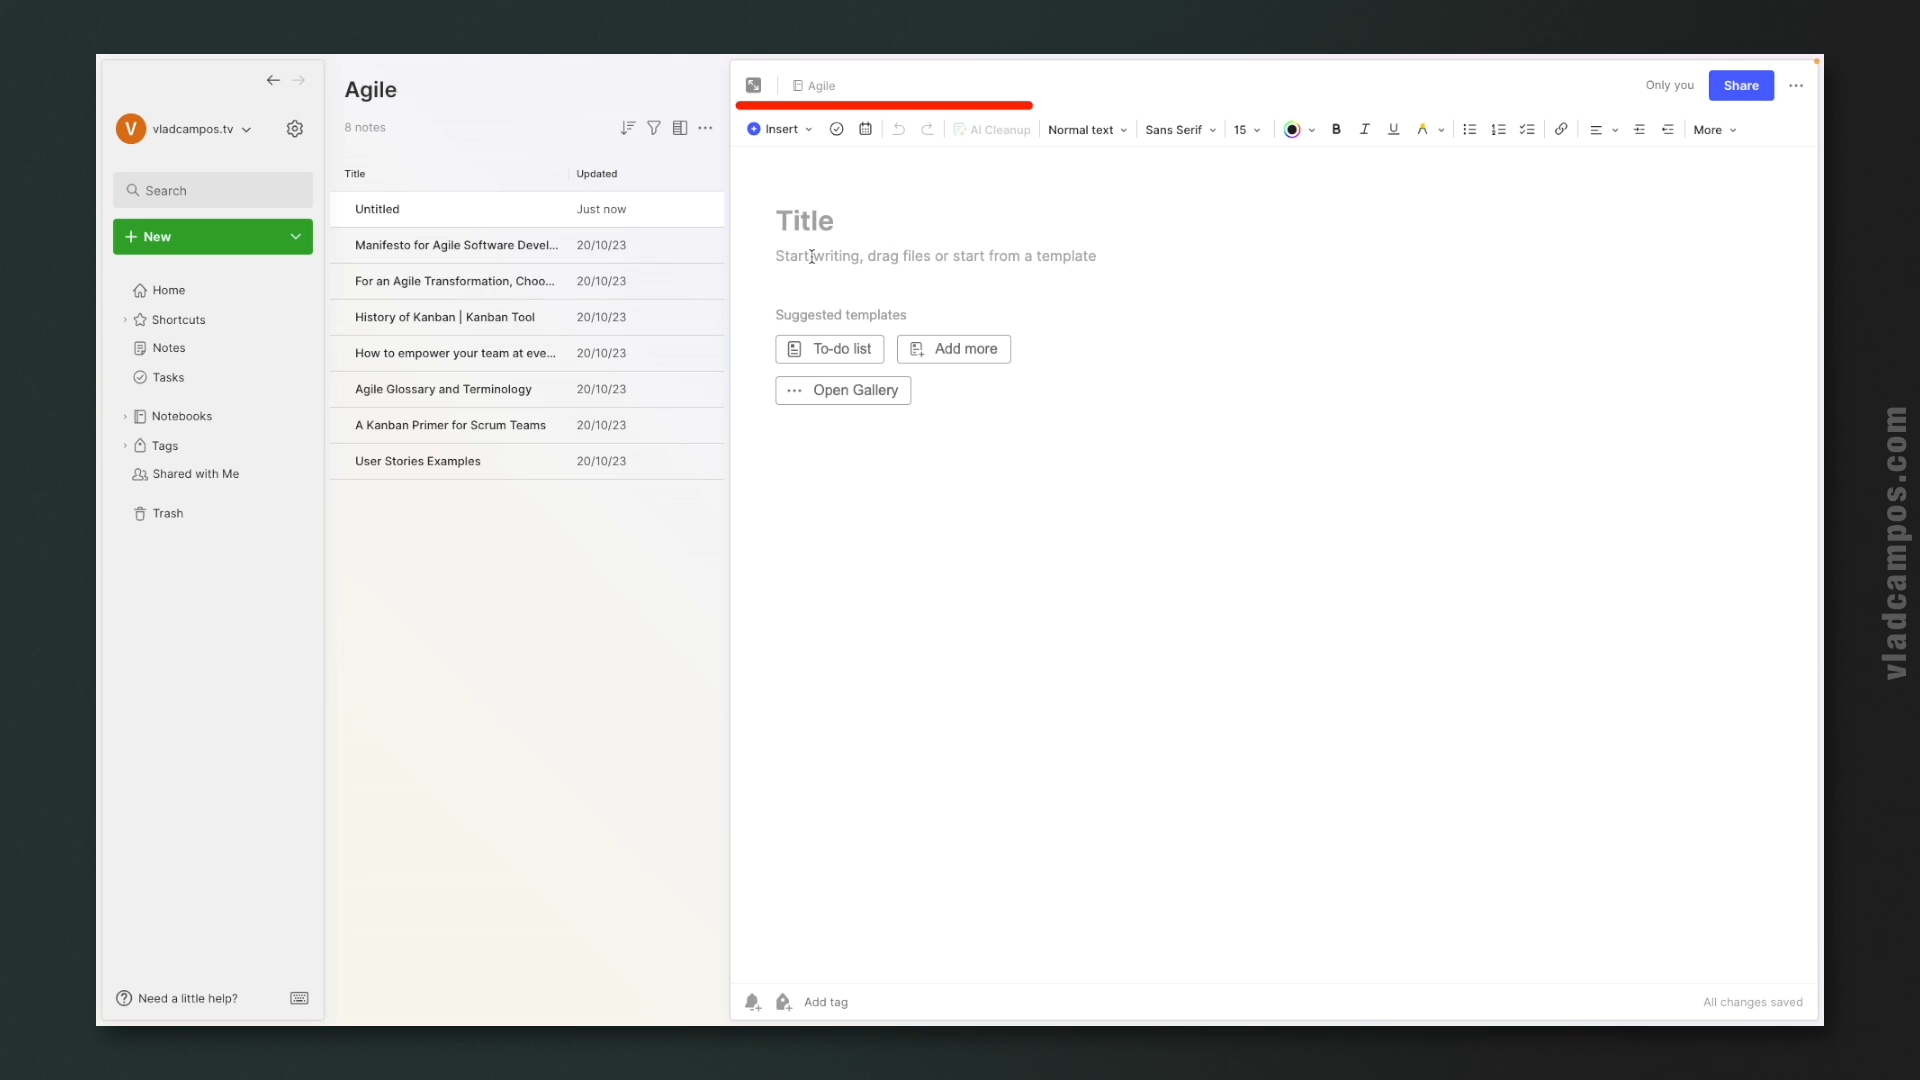 V
vladcampos.tv
Search
New
Home
Shortcuts
Notes
Tasks
Notebooks
Tags
Shared with Me
Trash
Need a little help?
Agile
8 notes
Title Updated
Untitled Just now
Manifesto for Agile Software Devel... 20/10/23
For an Agile Transformation, Choo... 20/10/23
History of Kanban | Kanban Tool 20/10/23
How to empower your team at eve... 20/10/23
Agile Glossary and Terminology 20/10/23
A Kanban Primer for Scrum Teams 20/10/23
User Stories Examples 20/10/23
Agile Only you Share
Insert AI Cleanup Normal text Sans Serif 15 B I U A More
Title
Start writing, drag files or start from a template
Suggested templates
To-do list Add more
Open Gallery
Add tag All changes saved
vladcampos.com